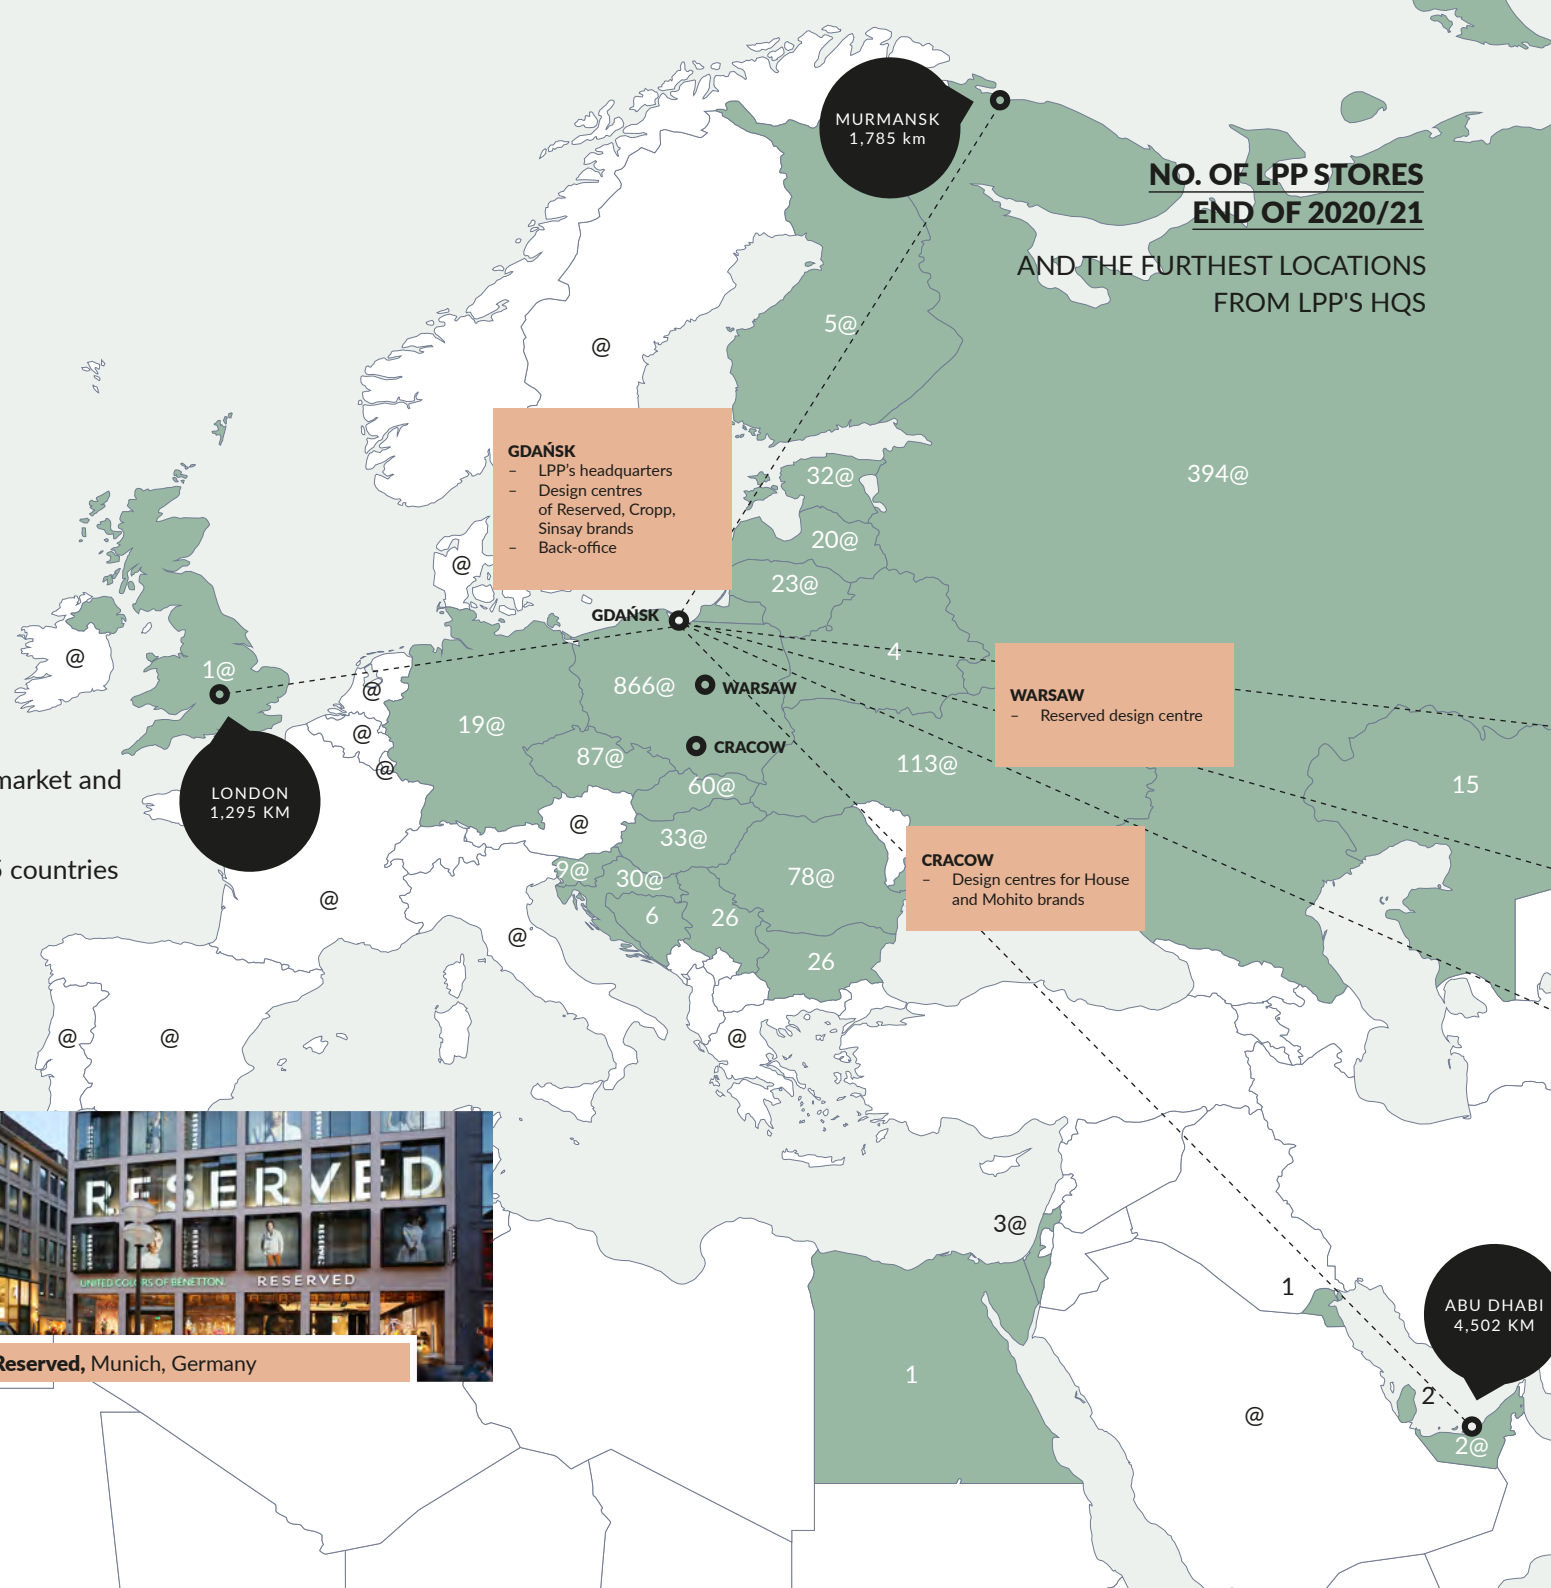 MURMANSK
1,785 km
NO. OF LPP STORES
END OF 2020/21
AND THE FURTHEST LOCATIONS
FROM LPP'S HQS
5@
@
394@
GDAŃSK
– LPP's headquarters
– Design centres
of Reserved, Cropp,
Sinsay brands
– Back-office
32@
20@
@
23@
GDAŃSK
4
@
1@
866@
WARSAW
@
WARSAW
– Reserved design centre
19@
@
CRACOW
87@
113@
@
60@
15
market and
LONDON
1,295 KM
@
33@
CRACOW
– Design centres for House
and Mohito brands
countries
9@
30@
78@
@
6
26
@
26
@
@
@
RESERVED
UNITED COLORS OF BENETTON.
RESERVED
Reserved, Munich, Germany
3@
1
ABU DHABI
4,502 KM
1
2
@
2@